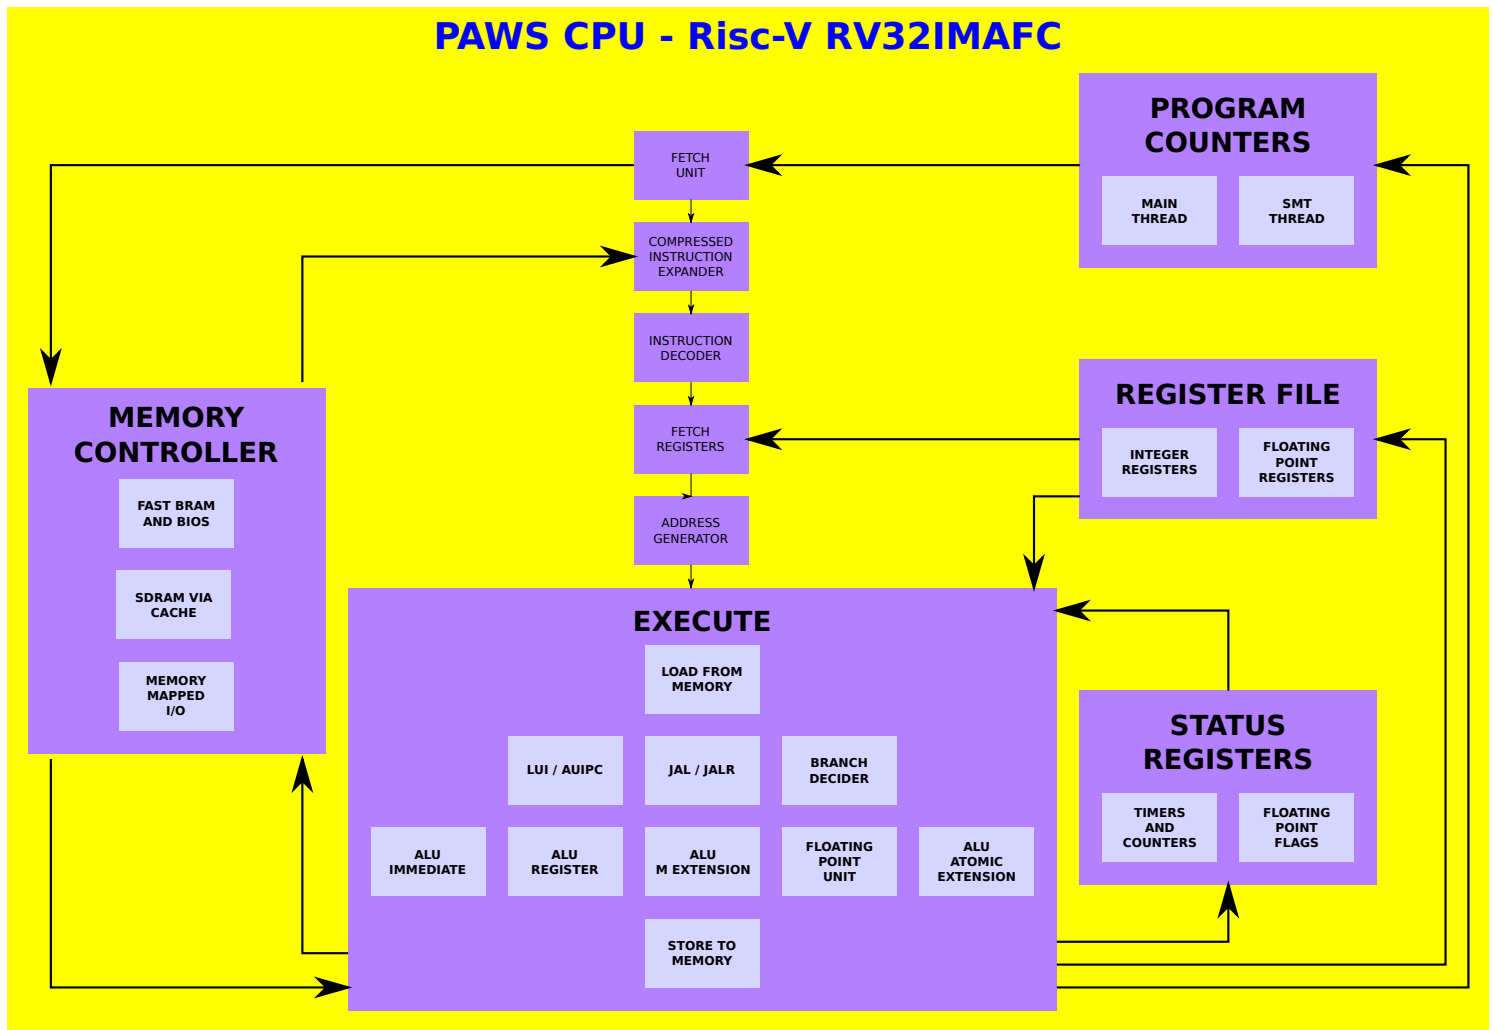 PAWS CPU - Risc-V RV32IMAFC
PROGRAM
COUNTERS
MAIN
THREAD
SMT
THREAD
FETCH
UNIT
COMPRESSED
INSTRUCTION
EXPANDER
INSTRUCTION
DECODER
FETCH
REGISTERS
ADDRESS
GENERATOR
REGISTER FILE
INTEGER
REGISTERS
FLOATING
POINT
REGISTERS
MEMORY
CONTROLLER
FAST BRAM
AND BIOS
SDRAM VIA
CACHE
MEMORY
MAPPED
I/O
EXECUTE
LOAD FROM
MEMORY
LUI / AUIPC
JAL / JALR
BRANCH
DECIDER
ALU
IMMEDIATE
ALU
REGISTER
ALU
M EXTENSION
FLOATING
POINT
UNIT
ALU
ATOMIC
EXTENSION
STORE TO
MEMORY
STATUS
REGISTERS
TIMERS
AND
COUNTERS
FLOATING
POINT
FLAGS